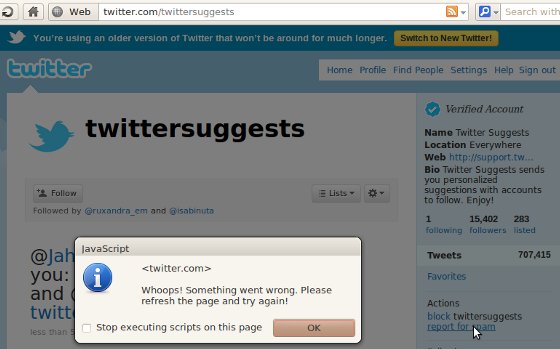 Web
twitter.com/twittersuggests
Search with
You're using an older version of Twitter that won't be around for much longer.
Switch to New Twitter!
twitter
Home Profile Find People Settings Help Sign out
twittersuggests
Follow
Lists
Followed by @ruxandra_em and @isabinuta
Verified Account
Name Twitter Suggests
Location Everywhere
Web http://support.tw...
Bio Twitter Suggests sends
you personalized
suggestions with accounts
to follow. Enjoy!
1 15,402 283
following followers listed
Tweets 707,415
Favorites
Actions
block twittersuggests
report for
@Jah
you:
and @
twitt
less than
JavaScript
<twitter.com>
Whoops! Something went wrong. Please
refresh the page and try again!
Stop executing scripts on this page
OK